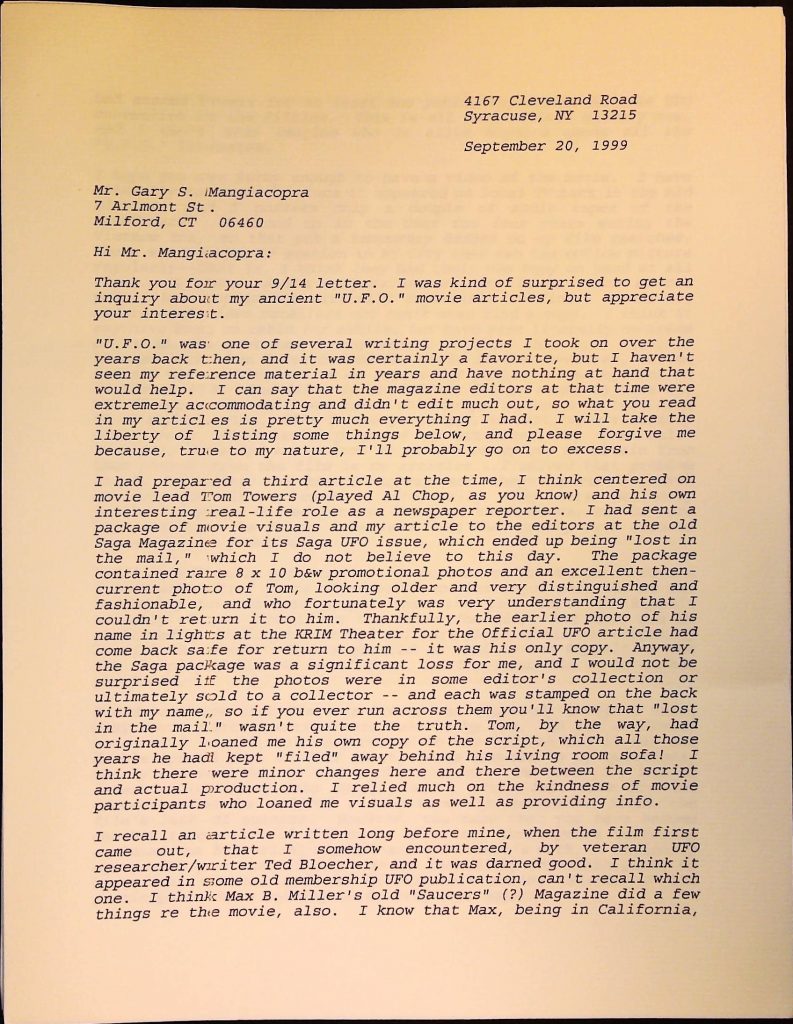 4167 Cleveland Road
Syracuse, NY 13215
September 20, 1999
Mr. Gary S. Mangiacopra
7 Arlmont St.
Milford, CT 06460
Hi Mr. Mangiacopra:
Thank you for your 9/14 letter. I was kind of surprised to get an
inquiry about my ancient "U.F.O." movie articles, but appreciate
your interest.
"U.F.O." was one of several writing projects I took on over the
years back then, and it was certainly a favorite, but I haven't
seen my reference material in years and have nothing at hand that
would help. I can say that the magazine editors at that time were
extremely accommodating and didn't edit much out, so what you read
in my articles is pretty much everything I had. I will take the
liberty of listing some things below, and please forgive me
because, true to my nature, I'll probably go on to excess.
I had prepared a third article at the time, I think centered on
movie lead Tom Towers (played Al Chop, as you know) and his own
interesting real-life role as a newspaper reporter. I had sent a
package of movie visuals and my article to the editors at the old
Saga Magazine for its Saga UFO issue, which ended up being "lost in
the mail," which I do not believe to this day. The package
contained rare 8 x 10 b&w promotional photos and an excellent then-
current photo of Tom, looking older and very distinguished and
fashionable, and who fortunately was very understanding that I
couldn't return it to him. Thankfully, the earlier photo of his
name in lights at the KRIM Theater for the Official UFO article had
come back safe for return to him -- it was his only copy. Anyway,
the Saga package was a significant loss for me, and I would not be
surprised if the photos were in some editor's collection or
ultimately sold to a collector -- and each was stamped on the back
with my name, so if you ever run across them you'll know that "lost
in the mail" wasn't quite the truth. Tom, by the way, had
originally loaned me his own copy of the script, which all those
years he had kept "filed" away behind his living room sofa! I
think there were minor changes here and there between the script
and actual production. I relied much on the kindness of movie
participants who loaned me visuals as well as providing info.
I recall an article written long before mine, when the film first
came out, that I somehow encountered, by veteran UFO
researcher/writer Ted Bloecher, and it was darned good. I think it
appeared in some old membership UFO publication, can't recall which
one. I think Max B. Miller's old "Saucers" (?) Magazine did a few
things re the movie, also. I know that Max, being in California,